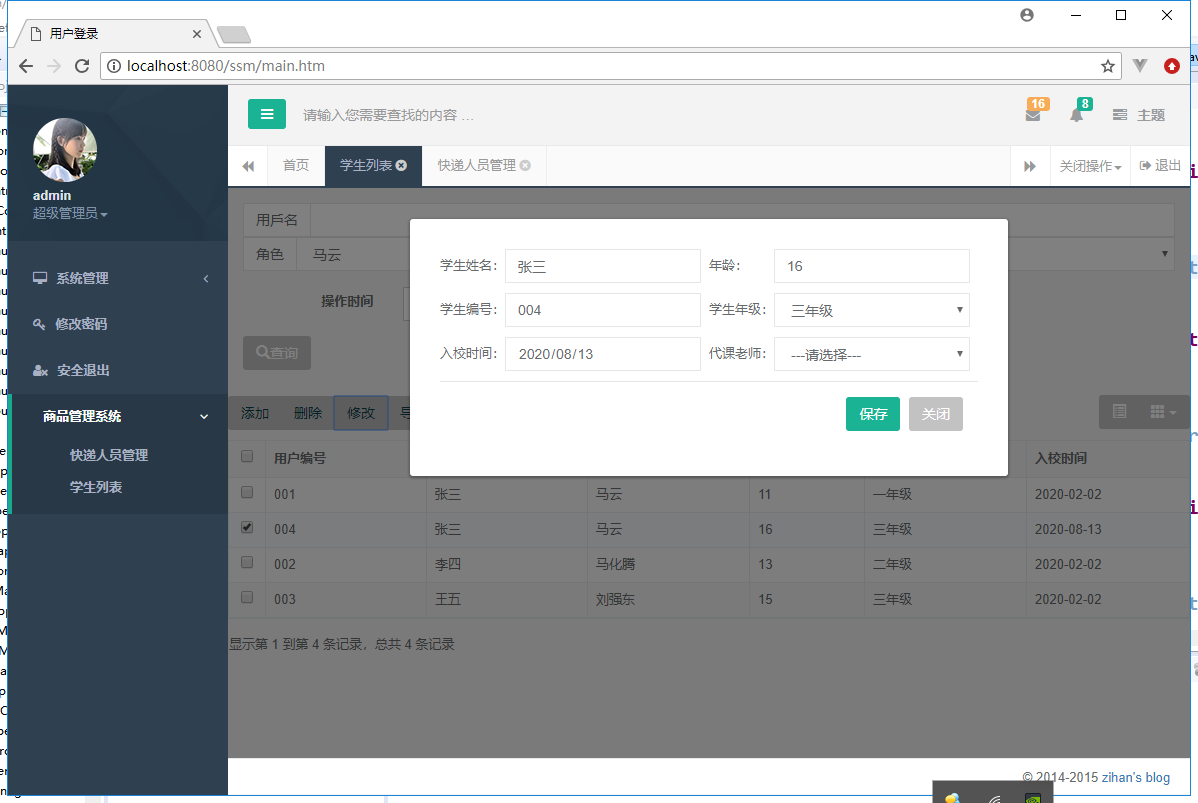 用户登录
localhost:8080/ssm/main.htm
admin
超级管理员
请输入您需要查找的内容 …
16
8
主题
首页
学生列表
快递人员管理
关闭操作
退出
系统管理
修改密码
安全退出
商品管理系统
快递人员管理
学生列表
用戶名
角色 马云
操作时间
查询
学生姓名: 张三 年龄: 16
学生编号: 004 学生年级: 三年级
入校时间: 2020/08/13 代课老师: ---请选择---
保存 关闭
添加 删除 修改
用户编号 入校时间
001 张三 马云 11 一年级 2020-02-02
004 张三 马云 16 三年级 2020-08-13
002 李四 马化腾 13 二年级 2020-02-02
003 王五 刘强东 15 三年级 2020-02-02
显示第 1 到第 4 条记录，总共 4 条记录
© 2014-2015 zihan's blog